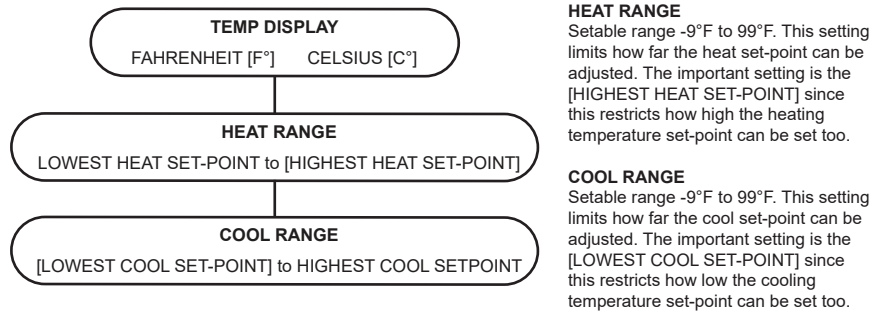 TEMP DISPLAY
FAHRENHEIT [F°] CELSIUS [C°]
HEAT RANGE
LOWEST HEAT SET-POINT to [HIGHEST HEAT SET-POINT]
COOL RANGE
[LOWEST COOL SET-POINT] to HIGHEST COOL SETPOINT
HEAT RANGE
Setable range -9°F to 99°F. This setting
limits how far the heat set-point can be
adjusted. The important setting is the
[HIGHEST HEAT SET-POINT] since
this restricts how high the heating
temperature set-point can be set too.
COOL RANGE
Setable range -9°F to 99°F. This setting
limits how far the cool set-point can be
adjusted. The important setting is the
[LOWEST COOL SET-POINT] since
this restricts how low the cooling
temperature set-point can be set too.